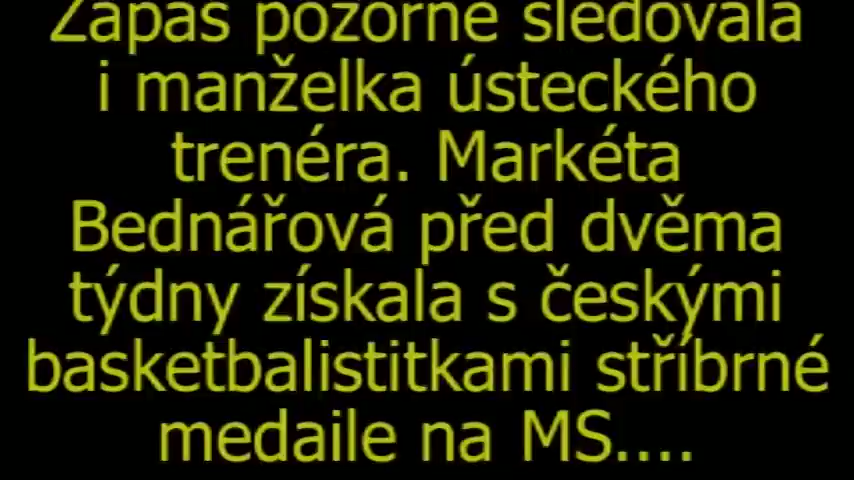 Zápas pozorně sledovala
i manželka ústeckého
trenéra. Markéta
Bednářová před dvěma
týdny získala s českými
basketbalistitkami stříbrné
medaile na MS....